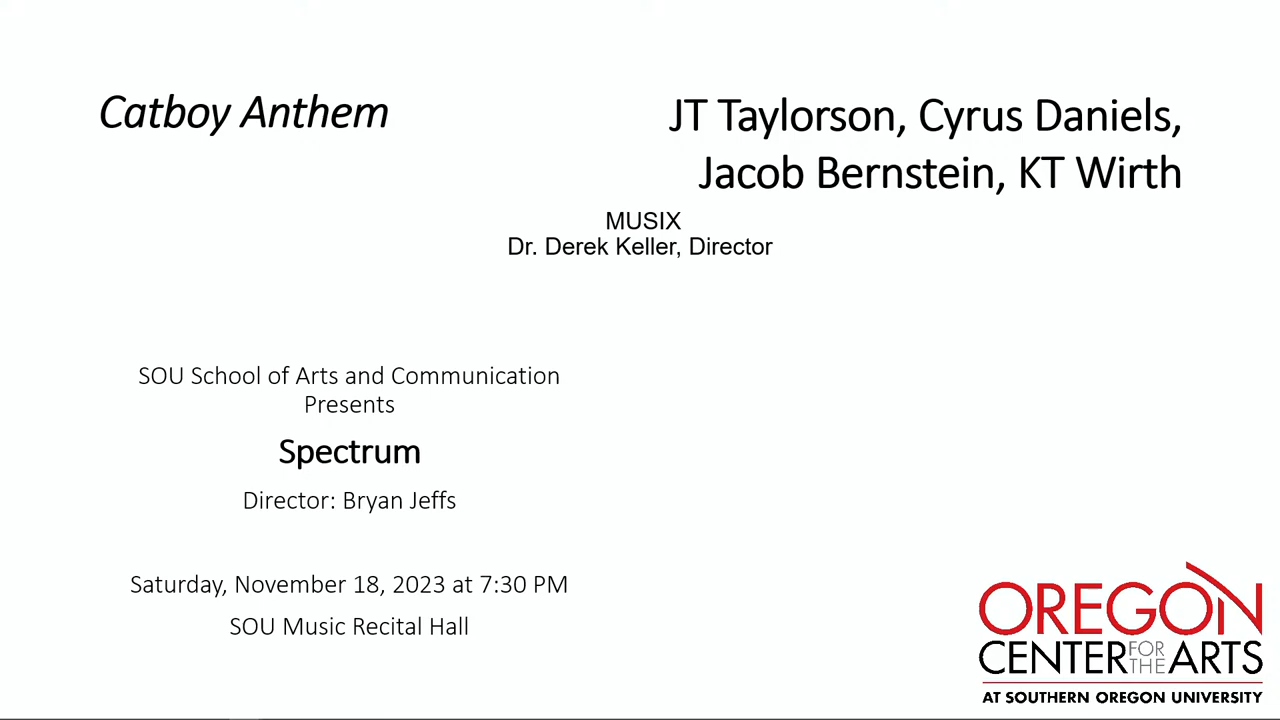 Catboy Anthem
JT Taylorson, Cyrus Daniels,
Jacob Bernstein, KT Wirth
MUSIX
Dr. Derek Keller, Director
SOU School of Arts and Communication
Presents
Spectrum
Director: Bryan Jeffs
Saturday, November 18, 2023 at 7:30 PM
SOU Music Recital Hall
OREGON
CENTER FOR THE ARTS
AT SOUTHERN OREGON UNIVERSITY